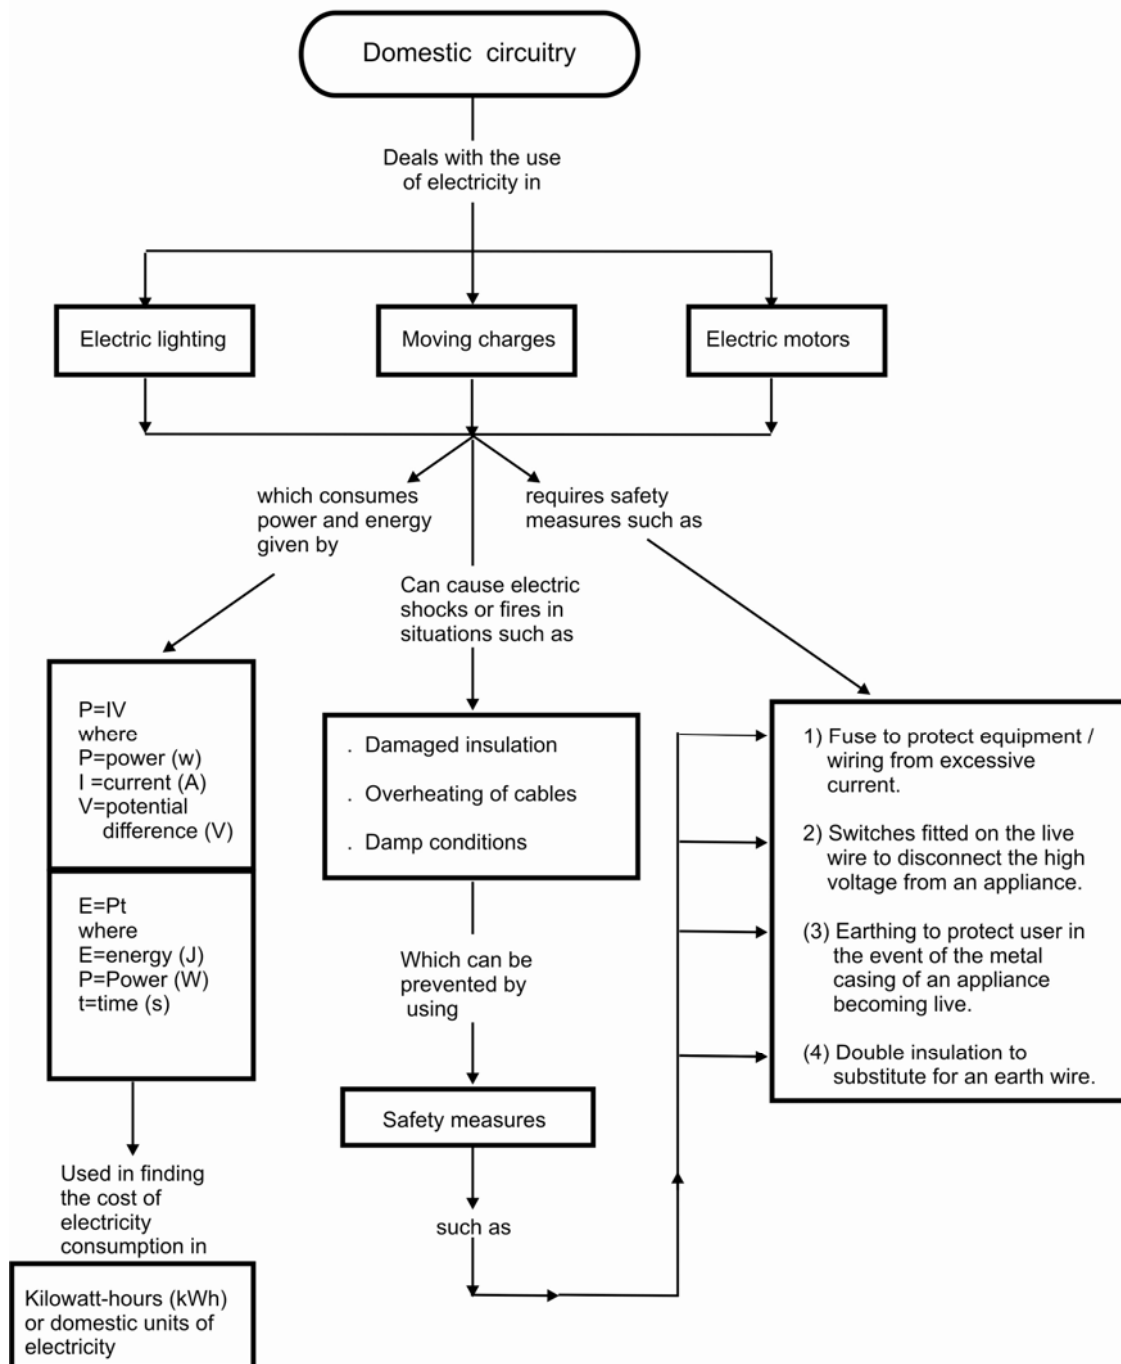 Domestic circuitry
Deals with the use
of electricity in
Electric lighting
Moving charges
Electric motors
which consumes
power and energy
given by
requires safety
measures such as
Can cause electric
shocks or fires in
situations such as
P=IV
where
P=power (w)
I =current (A)
V=potential
difference (V)
E=Pt
where
E=energy (J)
P=Power (W)
t=time (s)
. Damaged insulation
. Overheating of cables
. Damp conditions
1) Fuse to protect equipment /
wiring from excessive
current.
2) Switches fitted on the live
wire to disconnect the high
voltage from an appliance.
(3) Earthing to protect user in
the event of the metal
casing of an appliance
becoming live.
(4) Double insulation to
substitute for an earth wire.
Which can be
prevented by
using
Safety measures
such as
Used in finding
the cost of
electricity
consumption in
Kilowatt-hours (kWh)
or domestic units of
electricity